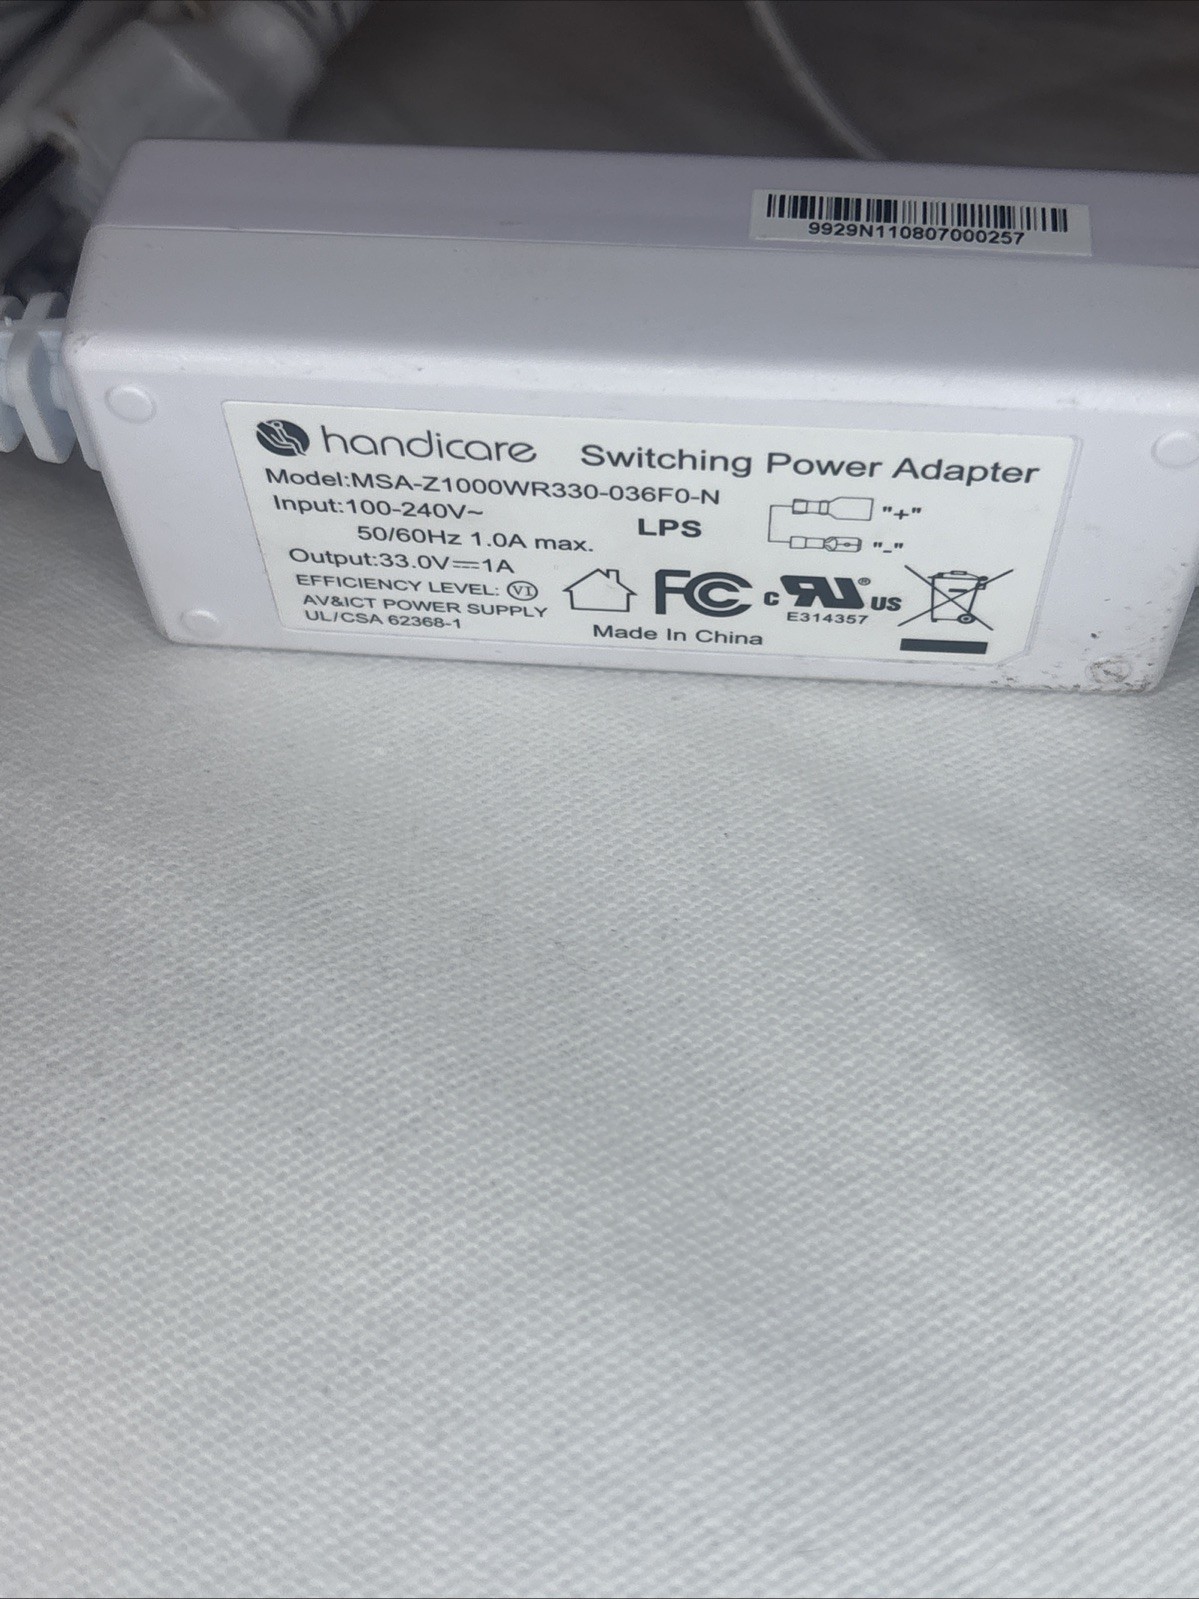 9929N110807000257
handicare Switching Power Adapter
Model:MSA-Z1000WR330-036F0-N
Input:100-240V~
50/60Hz 1.0A max.
LPS
"+"
"-"
Output:33.0V⎓1A
EFFICIENCY LEVEL: VI
AV&ICT POWER SUPPLY
UL/CSA 62368-1
FC
c RU® US
E314357
Made In China